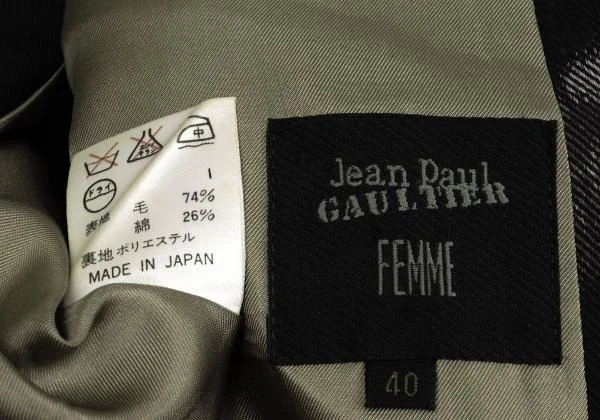 中
ドライ
I
表地 毛 74%
綿 26%
裏地 ポリエステル
MADE IN JAPAN
Jean Paul
GAULTIER
FEMME
40